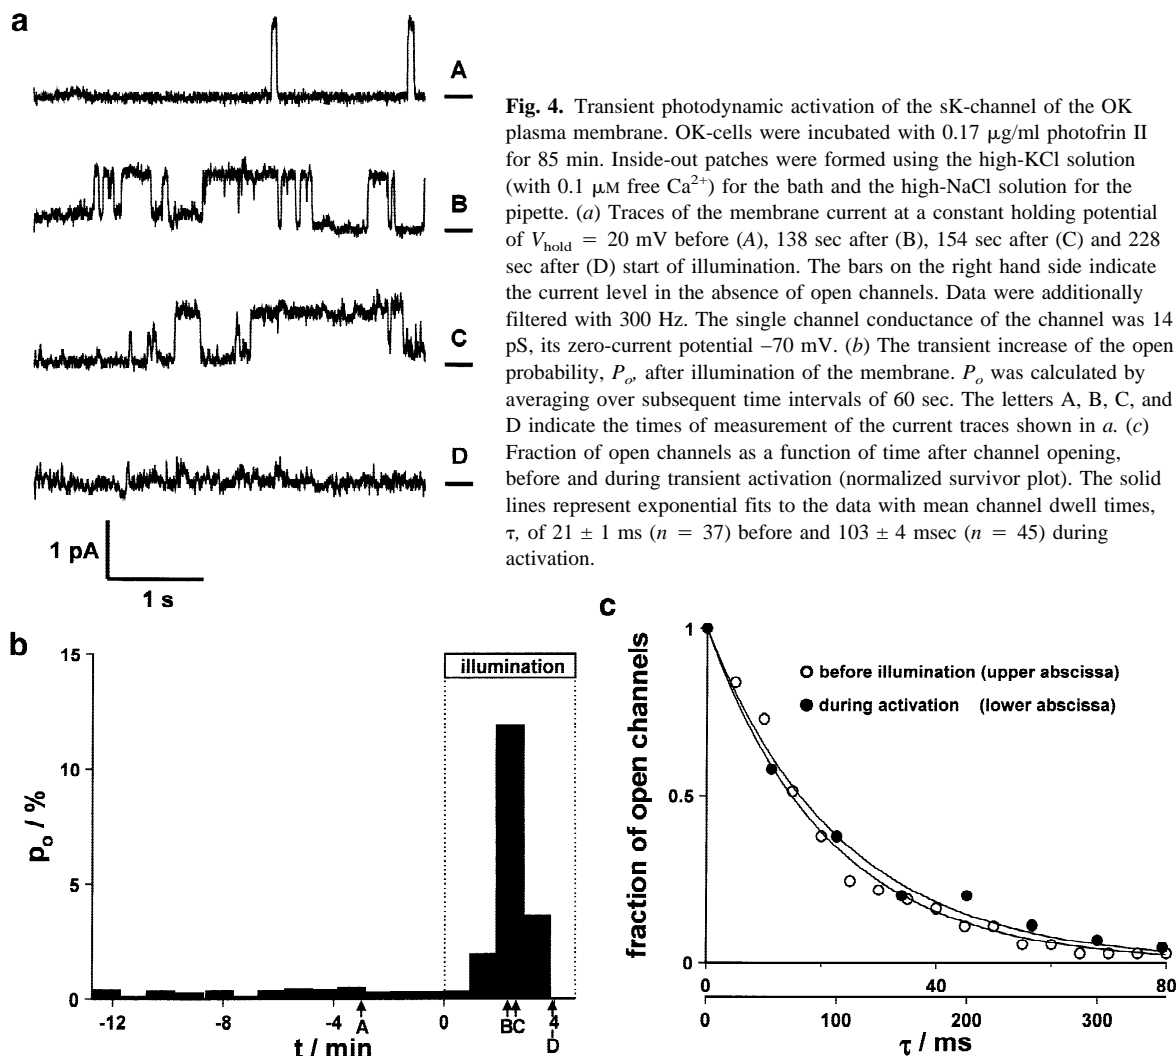 a
A
B
C
D
1 pA
1 s
Fig. 4. Transient photodynamic activation of the sK-channel of the OK
plasma membrane. OK-cells were incubated with 0.17 μg/ml photofrin II
for 85 min. Inside-out patches were formed using the high-KCl solution
(with 0.1 μM free Ca²⁺) for the bath and the high-NaCl solution for the
pipette. (a) Traces of the membrane current at a constant holding potential
of Vhold = 20 mV before (A), 138 sec after (B), 154 sec after (C) and 228
sec after (D) start of illumination. The bars on the right hand side indicate
the current level in the absence of open channels. Data were additionally
filtered with 300 Hz. The single channel conductance of the channel was 14
pS, its zero-current potential –70 mV. (b) The transient increase of the open
probability, Po, after illumination of the membrane. Po was calculated by
averaging over subsequent time intervals of 60 sec. The letters A, B, C, and
D indicate the times of measurement of the current traces shown in a. (c)
Fraction of open channels as a function of time after channel opening,
before and during transient activation (normalized survivor plot). The solid
lines represent exponential fits to the data with mean channel dwell times,
τ, of 21 ± 1 ms (n = 37) before and 103 ± 4 msec (n = 45) during
activation.
b
15
10
5
0
po / %
illumination
-12 -8 -4 0 4
A B C D
t / min
c
1
0.5
0
fraction of open channels
before illumination (upper abscissa)
during activation (lower abscissa)
0 40 80
0 100 200 300
τ / ms